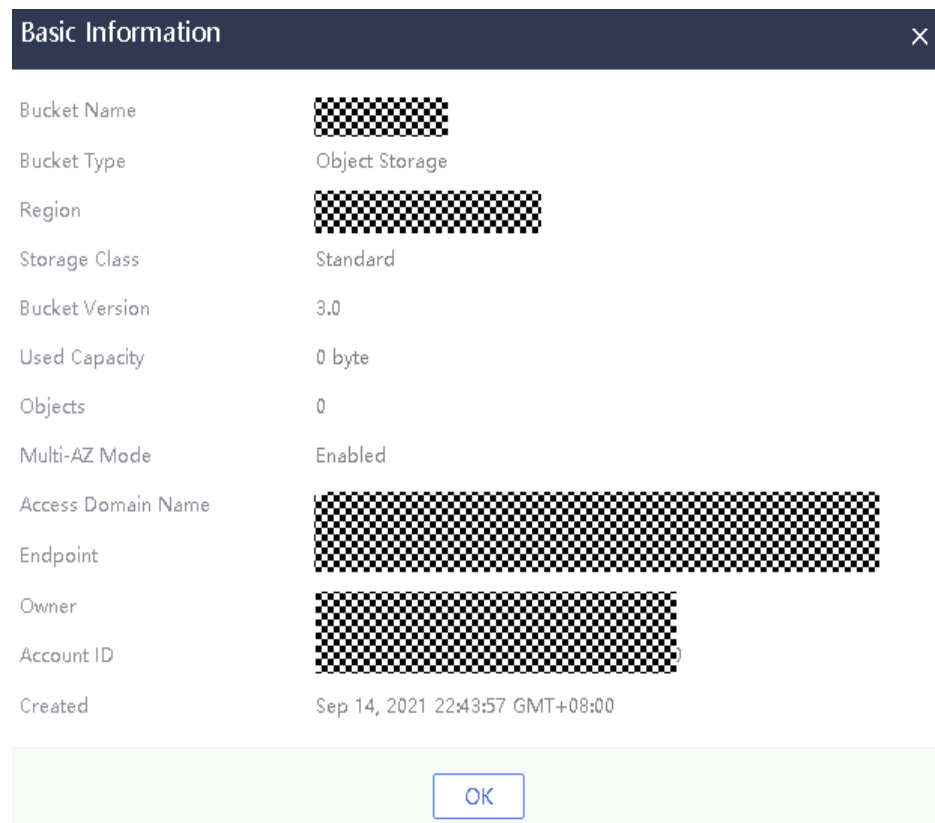 Basic Information
Bucket Name
Bucket Type Object Storage
Region
Storage Class Standard
Bucket Version 3.0
Used Capacity 0 byte
Objects 0
Multi-AZ Mode Enabled
Access Domain Name
Endpoint
Owner
Account ID
Created Sep 14, 2021 22:43:57 GMT+08:00
OK